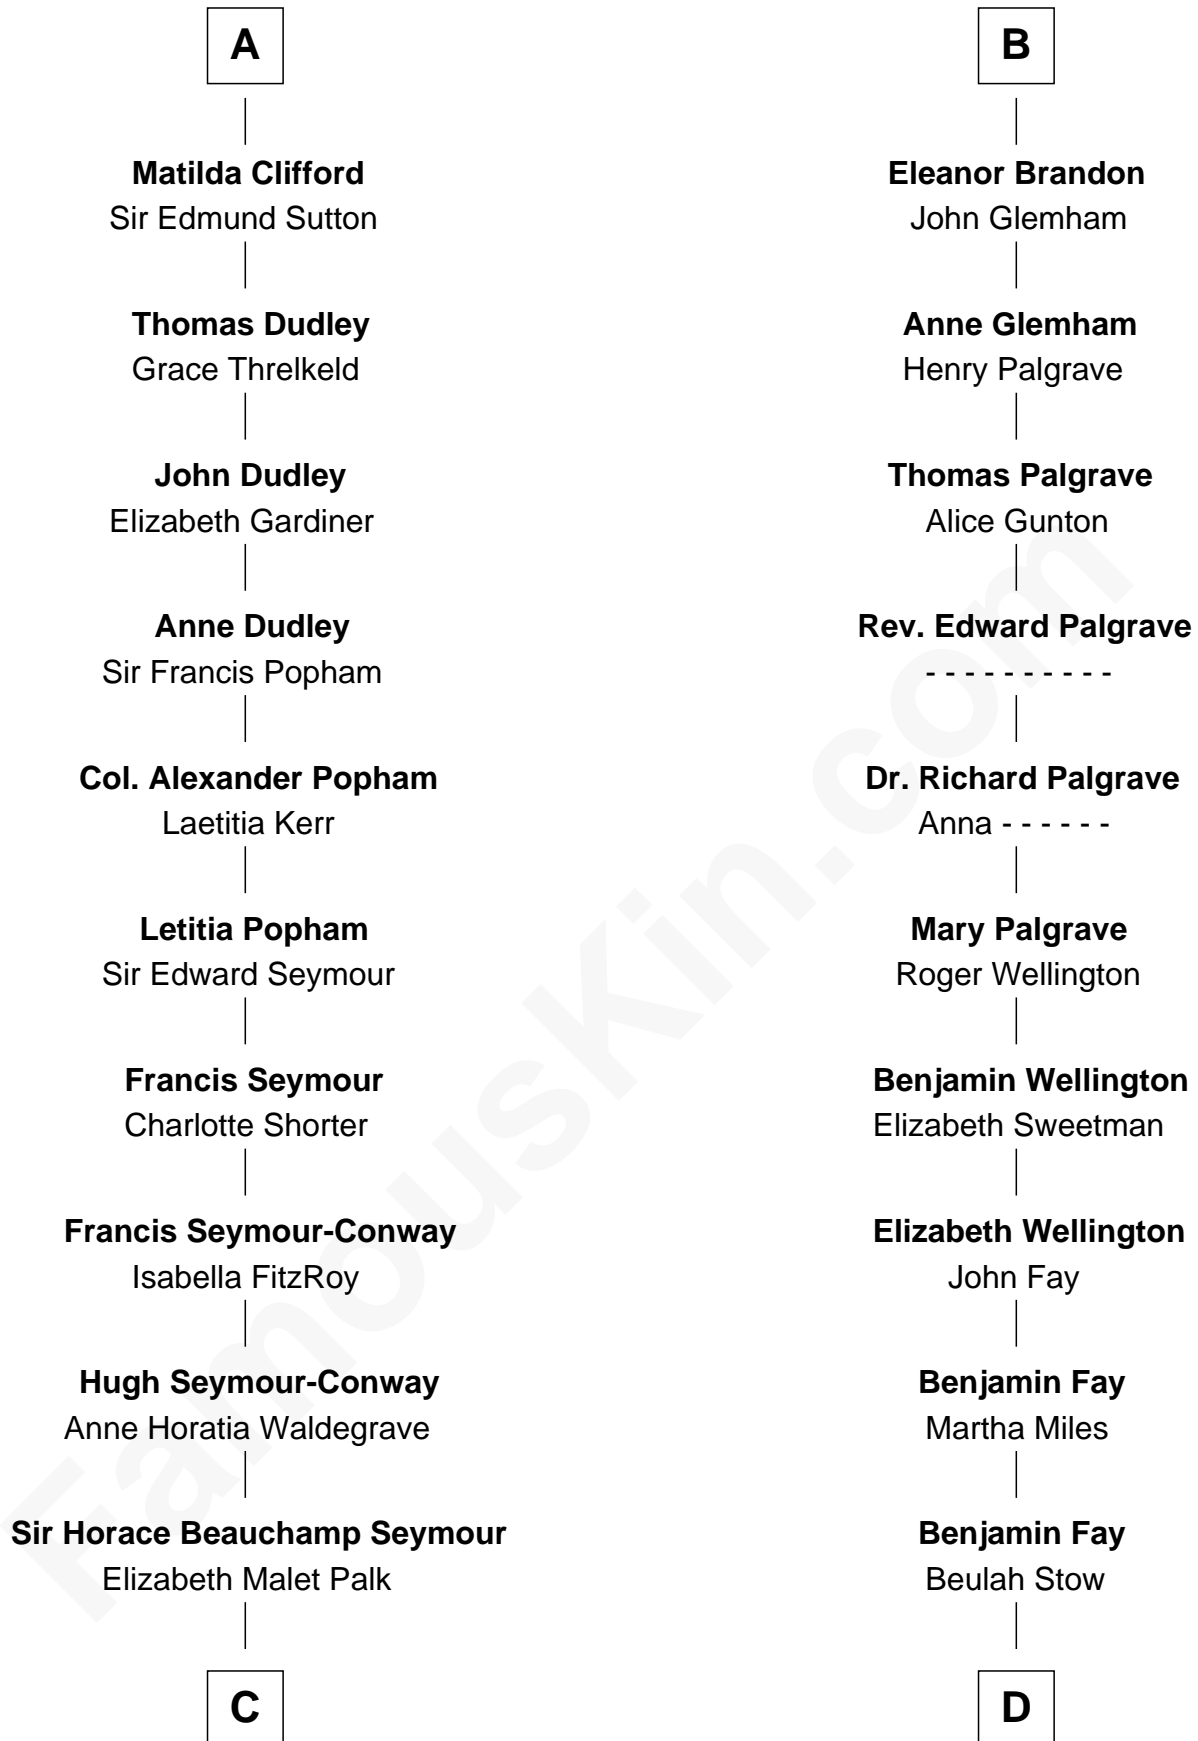 A
Matilda Clifford
Sir Edmund Sutton
Thomas Dudley
Grace Threlkeld
John Dudley
Elizabeth Gardiner
Anne Dudley
Sir Francis Popham
Col. Alexander Popham
Laetitia Kerr
Letitia Popham
Sir Edward Seymour
Francis Seymour
Charlotte Shorter
Francis Seymour-Conway
Isabella FitzRoy
Hugh Seymour-Conway
Anne Horatia Waldegrave
Sir Horace Beauchamp Seymour
Elizabeth Malet Palk
C
B
Eleanor Brandon
John Glemham
Anne Glemham
Henry Palgrave
Thomas Palgrave
Alice Gunton
Rev. Edward Palgrave
- - - - - - - - - -
Dr. Richard Palgrave
Anna - - - - - -
Mary Palgrave
Roger Wellington
Benjamin Wellington
Elizabeth Sweetman
Elizabeth Wellington
John Fay
Benjamin Fay
Martha Miles
Benjamin Fay
Beulah Stow
D
FamousKin.com